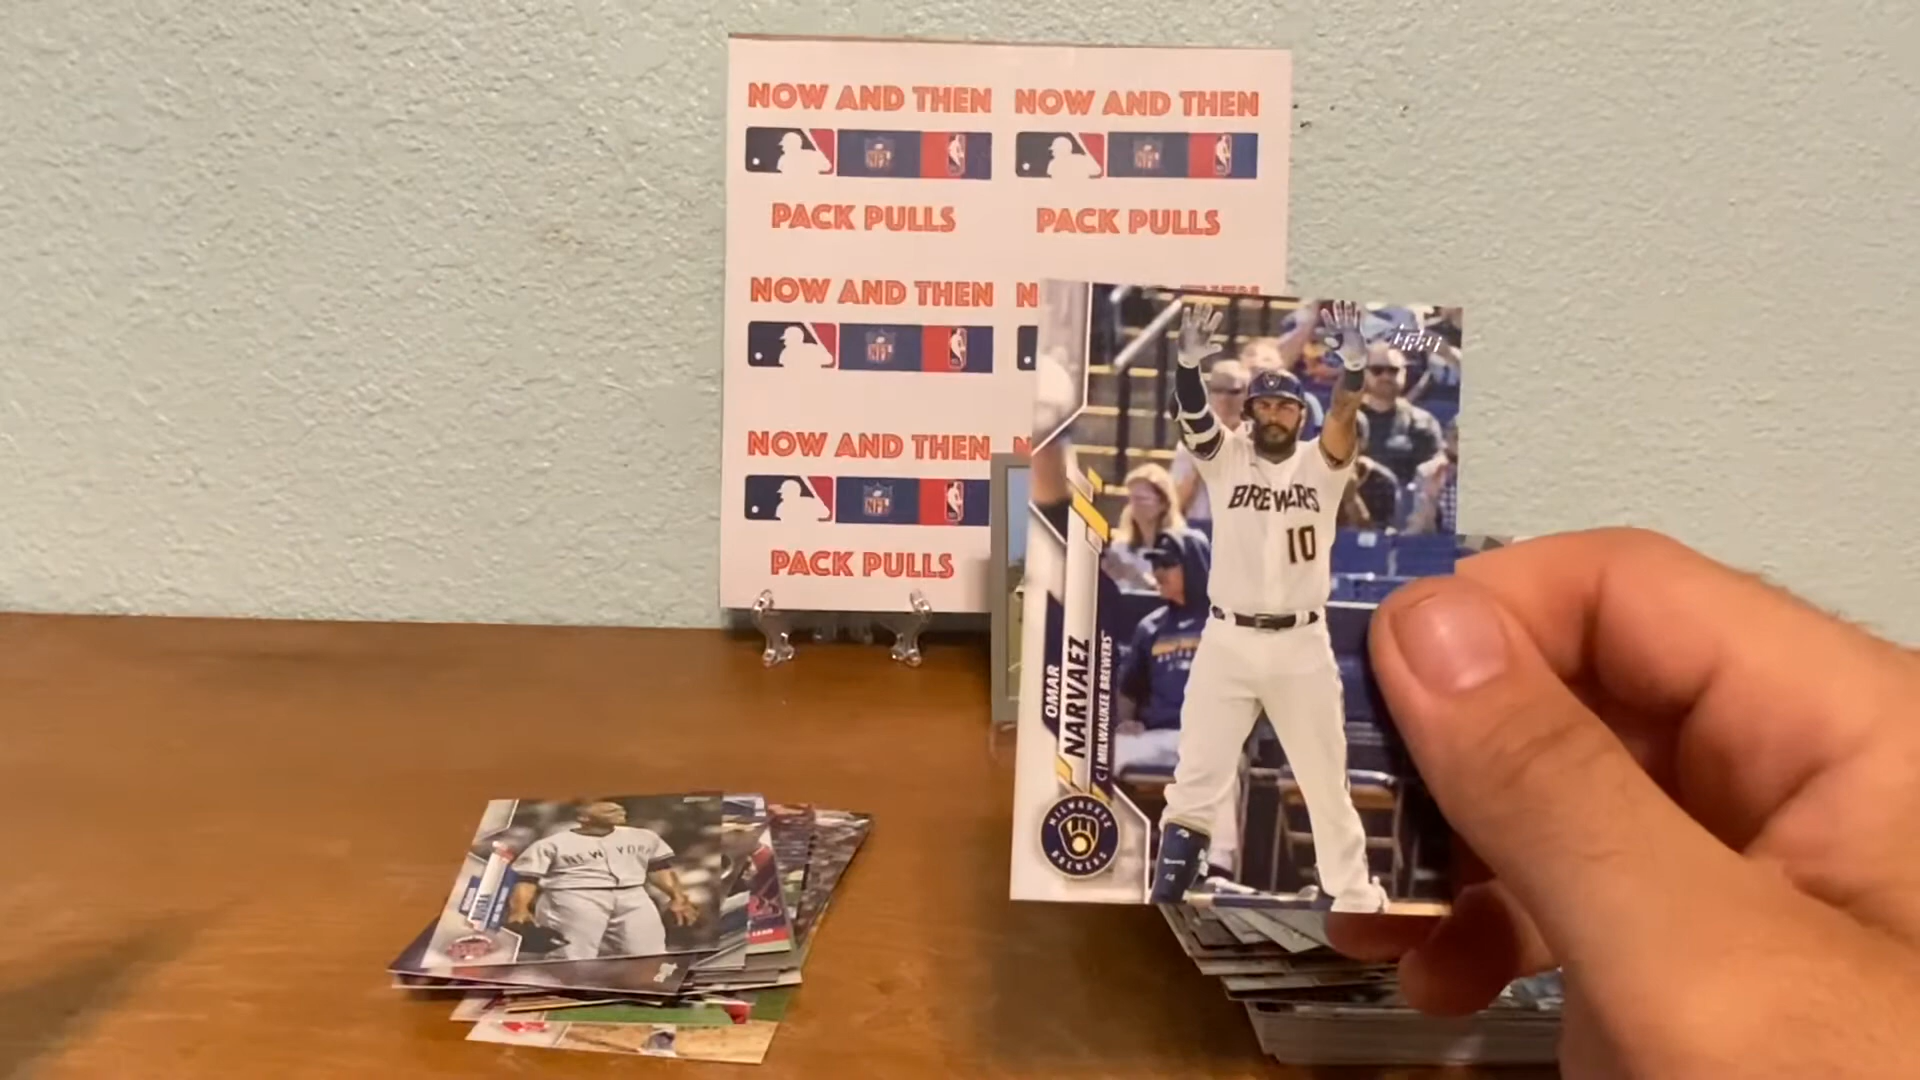 NOW AND THEN NOW AND THEN
NFL NFL
PACK PULLS PACK PULLS
NOW AND THEN
NFL
NOW AND THEN
NFL
PACK PULLS
BREWERS
10
OMAR
NARVAEZ
C | MILWAUKEE BREWERS
MILWAUKEE
BREWERS
NEW YORK